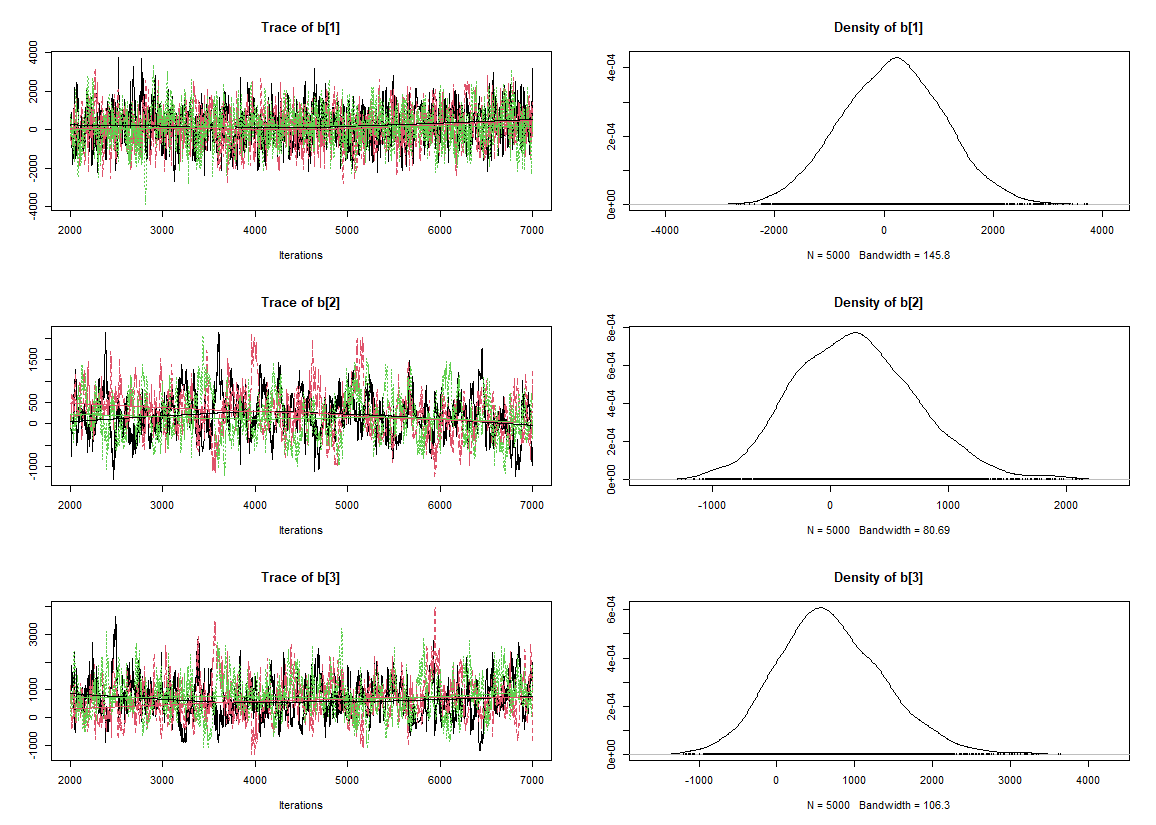 Trace of b[1]
4000
2000
0
-2000
-4000
2000 3000 4000 5000 6000 7000
Iterations
Density of b[1]
4e-04
2e-04
0e+00
-4000 -2000 0 2000 4000
N = 5000 Bandwidth = 145.8
Trace of b[2]
1500
500
0
-1000
2000 3000 4000 5000 6000 7000
Iterations
Density of b[2]
8e-04
6e-04
4e-04
2e-04
0e+00
-1000 0 1000 2000
N = 5000 Bandwidth = 80.69
Trace of b[3]
3000
1000
0
-1000
2000 3000 4000 5000 6000 7000
Iterations
Density of b[3]
6e-04
4e-04
2e-04
0e+00
-1000 0 1000 2000 3000 4000
N = 5000 Bandwidth = 106.3